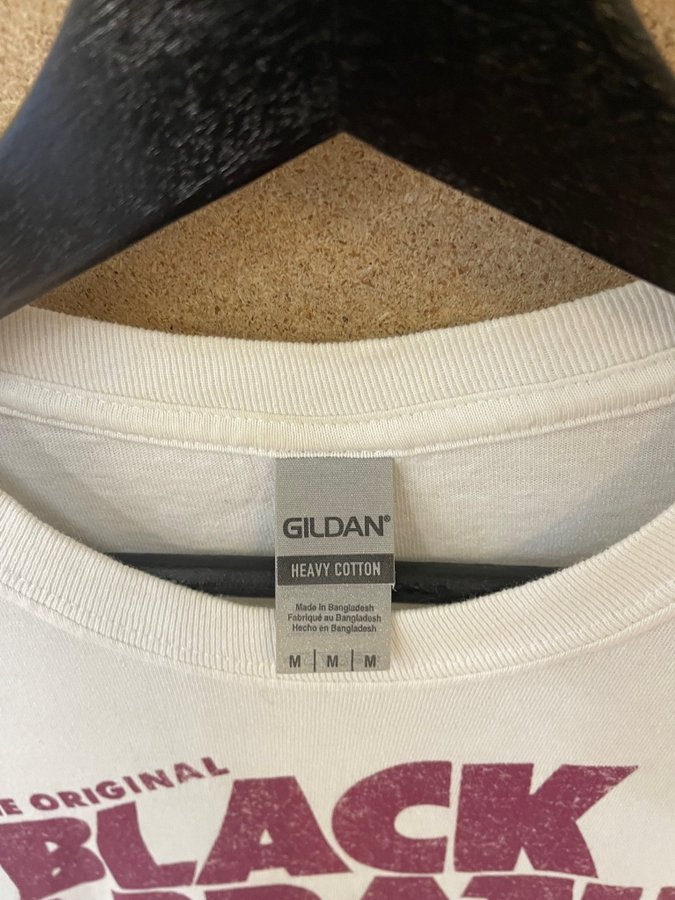 GILDAN®
HEAVY COTTON
Made in Bangladesh
Fabriqué au Bangladesh
Hecho en Bangladesh
M | M | M
ORIGINAL
BLACK